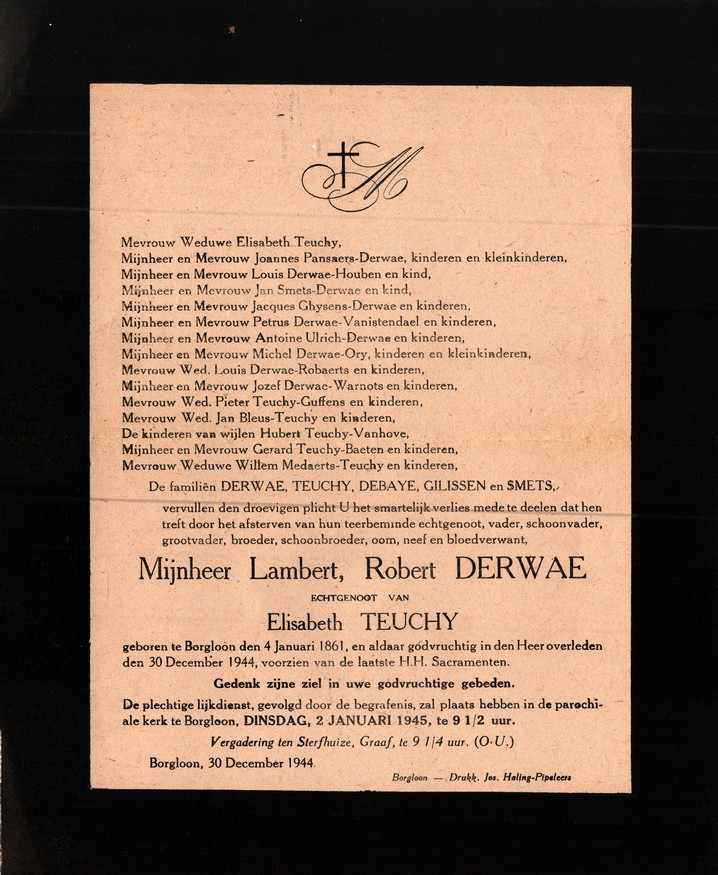 M
Mevrouw Weduwe Elisabeth Teuchy,
Mijnheer en Mevrouw Joannes Pansaers-Derwae, kinderen en kleinkinderen,
Mijnheer en Mevrouw Louis Derwae-Houben en kind,
Mijnheer en Mevrouw Jan Smets-Derwae en kind,
Mijnheer en Mevrouw Jacques Ghysens-Derwae en kinderen,
Mijnheer en Mevrouw Petrus Derwae-Vanistendael en kinderen,
Mijnheer en Mevrouw Antoine Ulrich-Derwae en kinderen,
Mijnheer en Mevrouw Michel Derwae-Ory, kinderen en kleinkinderen,
Mevrouw Wed. Louis Derwae-Robaerts en kinderen,
Mijnheer en Mevrouw Jozef Derwae-Warnots en kinderen,
Mevrouw Wed. Pieter Teuchy-Guffens en kinderen,
Mevrouw Wed. Jan Bleus-Teuchy en kinderen,
De kinderen van wijlen Hubert Teuchy-Vanhove,
Mijnheer en Mevrouw Gerard Teuchy-Baeten en kinderen,
Mevrouw Weduwe Willem Medaerts-Teuchy en kinderen,
De familiën DERWAE, TEUCHY, DEBAYE, GILISSEN en SMETS,
vervullen den droevigen plicht U het smartelijk verlies mede te deelen dat hen
treft door het afsterven van hun teerbeminde echtgenoot, vader, schoonvader,
grootvader, broeder, schoonbroeder, oom, neef en bloedverwant,
Mijnheer Lambert, Robert DERWAE
ECHTGENOOT VAN
Elisabeth TEUCHY
geboren te Borgloon den 4 Januari 1861, en aldaar godvruchtig in den Heer overleden
den 30 December 1944, voorzien van de laatste H.H. Sacramenten.
Gedenk zijne ziel in uwe godvruchtige gebeden.
De plechtige lijkdienst, gevolgd door de begrafenis, zal plaats hebben in de parochi-
ale kerk te Borgloon, DINSDAG, 2 JANUARI 1945, te 9 1/2 uur.
Vergadering ten Sterfhuize, Graaf, te 9 1/4 uur. (O.U.)
Borgloon, 30 December 1944.
Borgloon — Drukk. Jos. Haling-Pipeleers